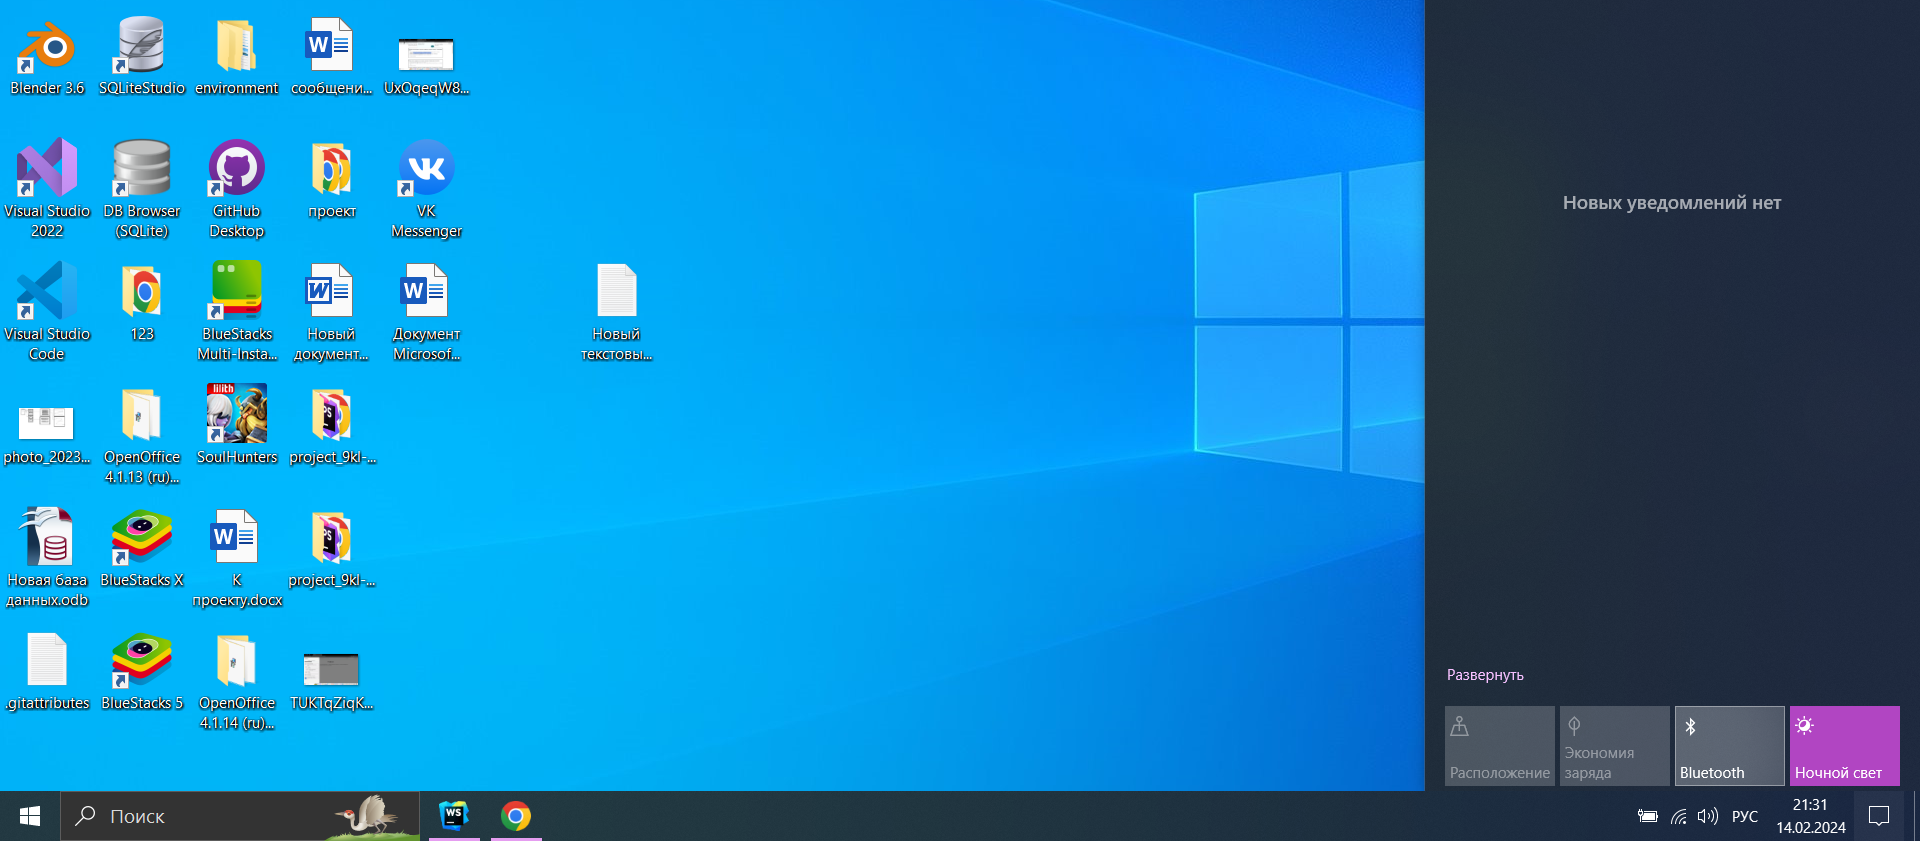 Blender 3.6
SQLiteStudio
environment
сообщени...
UxOqeqW8...
Visual Studio
2022
DB Browser
(SQLite)
GitHub
Desktop
проект
VK
Messenger
Visual Studio
Code
123
BlueStacks
Multi-Insta...
Новый
документ...
Документ
Microsof...
Новый
текстовы...
photo_2023...
OpenOffice
4.1.13 (ru)...
lilith
SoulHunters
project_9kl-...
Новая база
данных.odb
BlueStacks X
К
проекту.docx
project_9kl-...
.gitattributes
BlueStacks 5
OpenOffice
4.1.14 (ru)...
TUKTqZiqK...
Новых уведомлений нет
Развернуть
Расположение
Экономия
заряда
Bluetooth
Ночной свет
Поиск
WS
РУС
21:31
14.02.2024